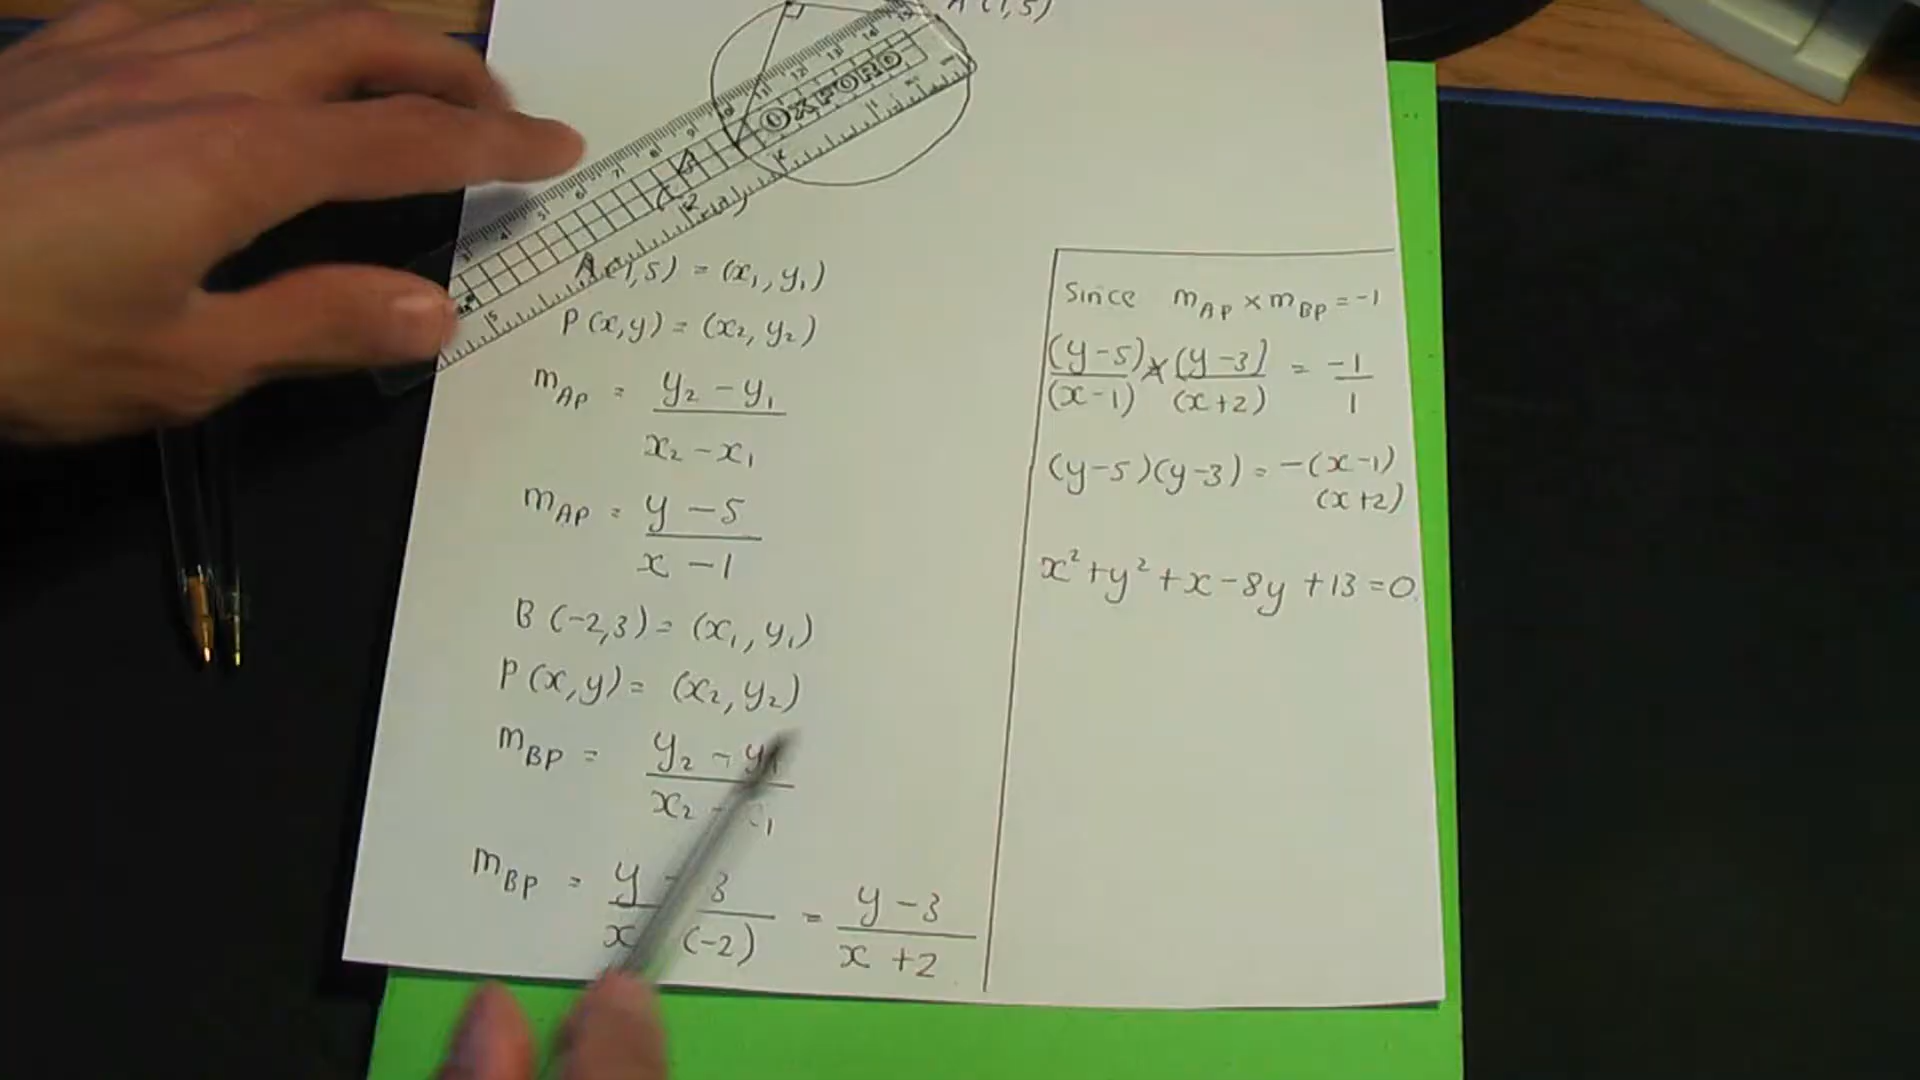 A (1,5)
OXFORD
A (1,5) = (x₁, y₁)
P (x,y) = (x₂, y₂)
m_AP = (y₂ - y₁)/(x₂ - x₁)
m_AP = (y - 5)/(x - 1)
B (-2,3) = (x₁, y₁)
P (x,y) = (x₂, y₂)
m_BP = (y₂ - y₁)/(x₂ - x₁)
m_BP = (y - 3)/(x - (-2)) = (y - 3)/(x + 2)
Since m_AP × m_BP = -1
(y - 5)/(x - 1) × (y - 3)/(x + 2) = -1/1
(y - 5)(y - 3) = -(x - 1)
(x + 2)
x² + y² + x - 8y + 13 = 0